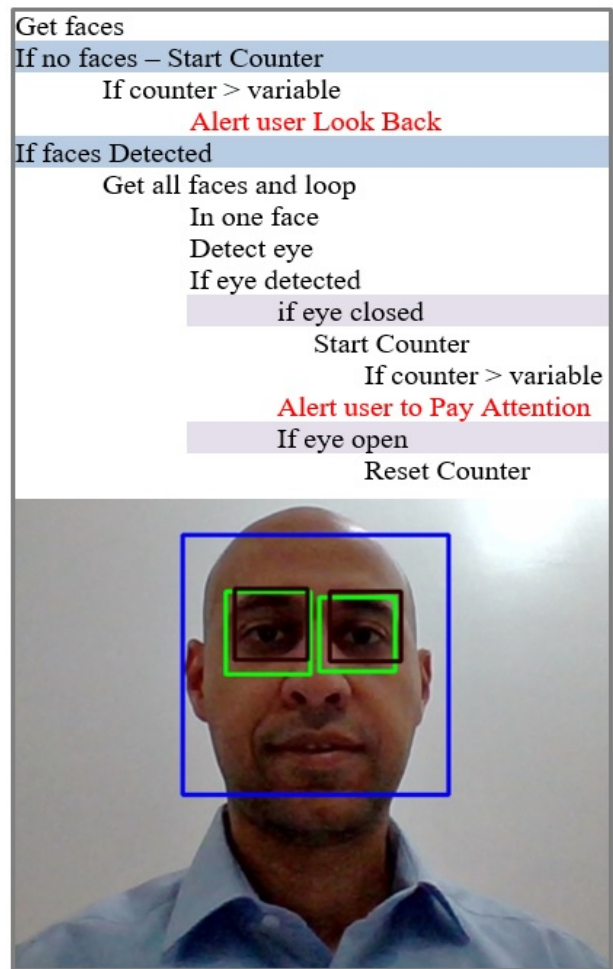 Get faces
If no faces – Start Counter
If counter > variable
Alert user Look Back
If faces Detected
Get all faces and loop
In one face
Detect eye
If eye detected
if eye closed
Start Counter
If counter > variable
Alert user to Pay Attention
If eye open
Reset Counter